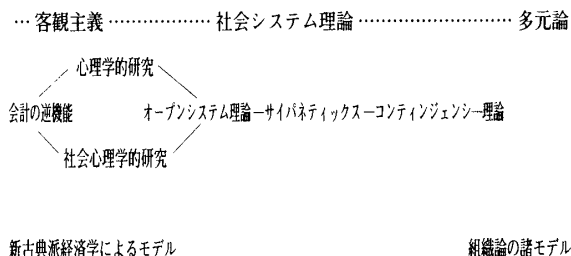 … 客観主義 ……………… 社会システム理論 …………………… 多元論
心理学的研究
会計の逆機能 オープンシステム理論―サイバネティックス―コンティンジェンシー理論
社会心理学的研究
新古典派経済学によるモデル 組織論の諸モデル